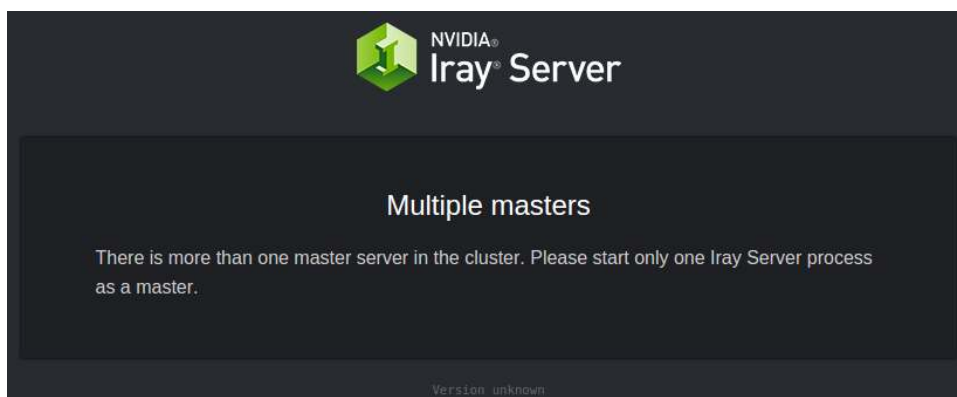 NVIDIA®
Iray® Server
Multiple masters
There is more than one master server in the cluster. Please start only one Iray Server process
as a master.
Version unknown